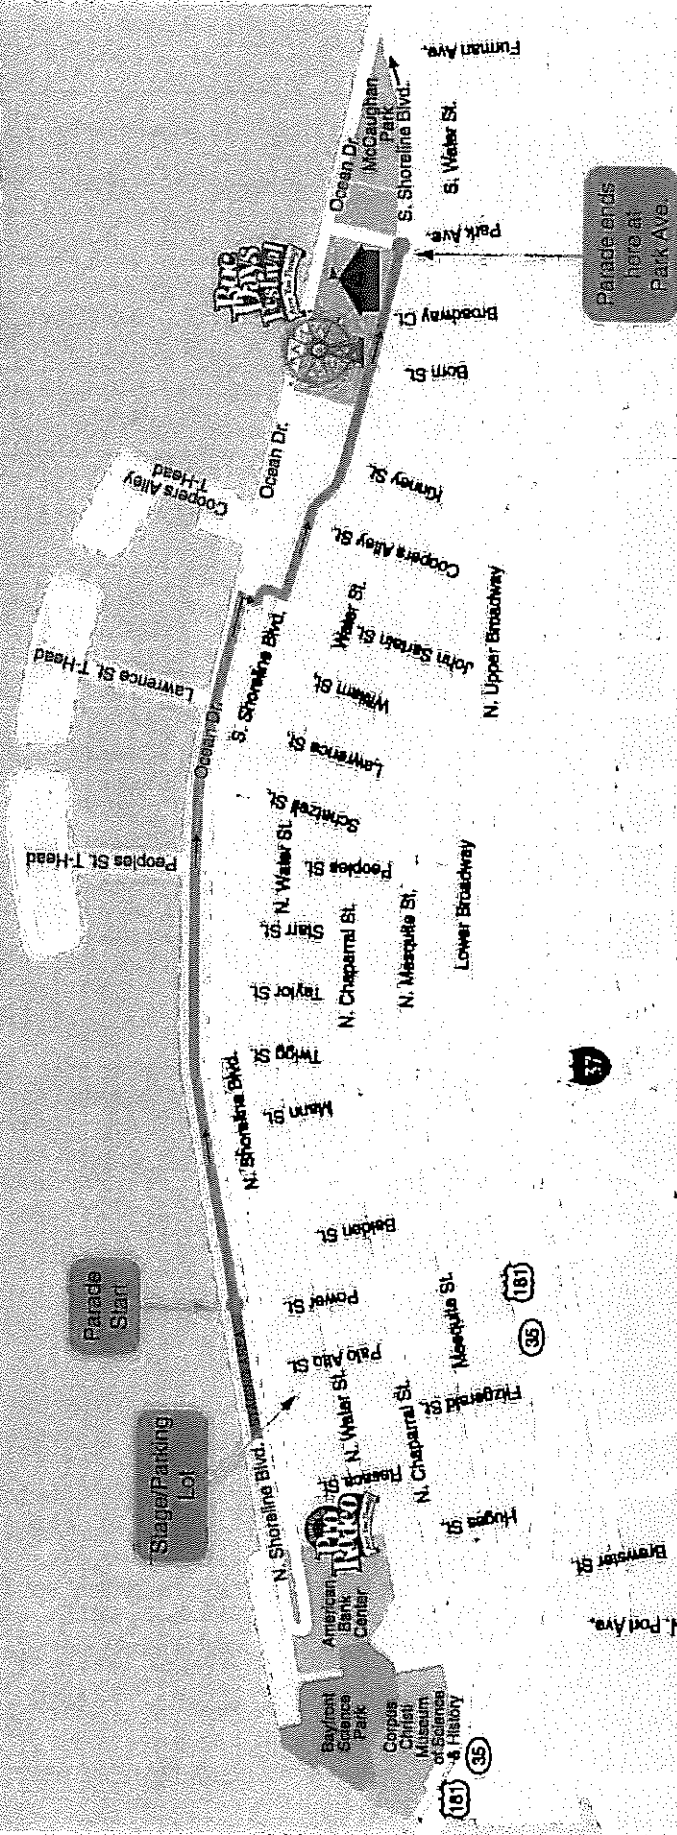 Furman Ave.
McCaughan
Park
S. Shoreline Blvd.
S. Water St.
Ocean Dr.
Park Ave.
Parade ends
here at
Park Ave.
Buc
Days
Festival
Broadway Ct.
Born St.
Ocean Dr.
Coopers Alley
T-Head
Kinney St.
Coopers Alley St.
Lawrence St. T-Head
Water St.
John Sartain St.
N. Upper Broadway
S. Shoreline Blvd.
William St.
Ocean Dr.
Lawrence St.
Schatzell St.
Peoples St. T-Head
N. Water St.
Peoples St.
Lower Broadway
Starr St.
N. Chaparral St.
N. Mesquite St.
Taylor St.
Twigg St.
37
N. Shoreline Blvd.
Mann St.
Belden St.
Parade
Start
Power St.
Mesquite St.
181
35
Palo Alto St.
Fitzgerald St.
Stage/Parking
Lot
N. Shoreline Blvd.
N. Water St.
N. Chaparral St.
Resaca St.
Hughes St.
Brewster St.
American
Bank
Center
N. Port Ave.
Bayfront
Science
Park
Corpus
Christi
Museum
of Science
& History
181
35